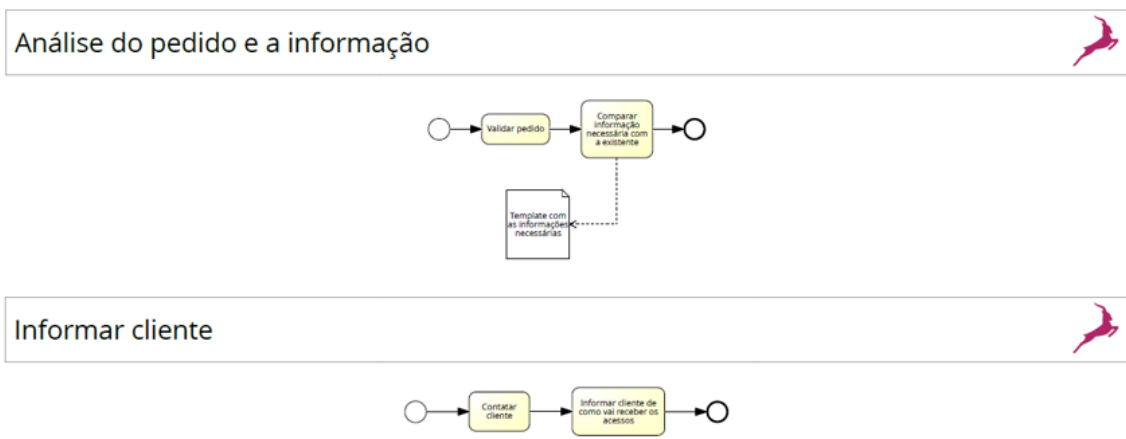 Análise do pedido e a informação
Validar pedido
Comparar
informação
necessária com
a existente
Template com
as informações
necessárias
Informar cliente
Contatar
cliente
Informar cliente de
como vai receber os
acessos